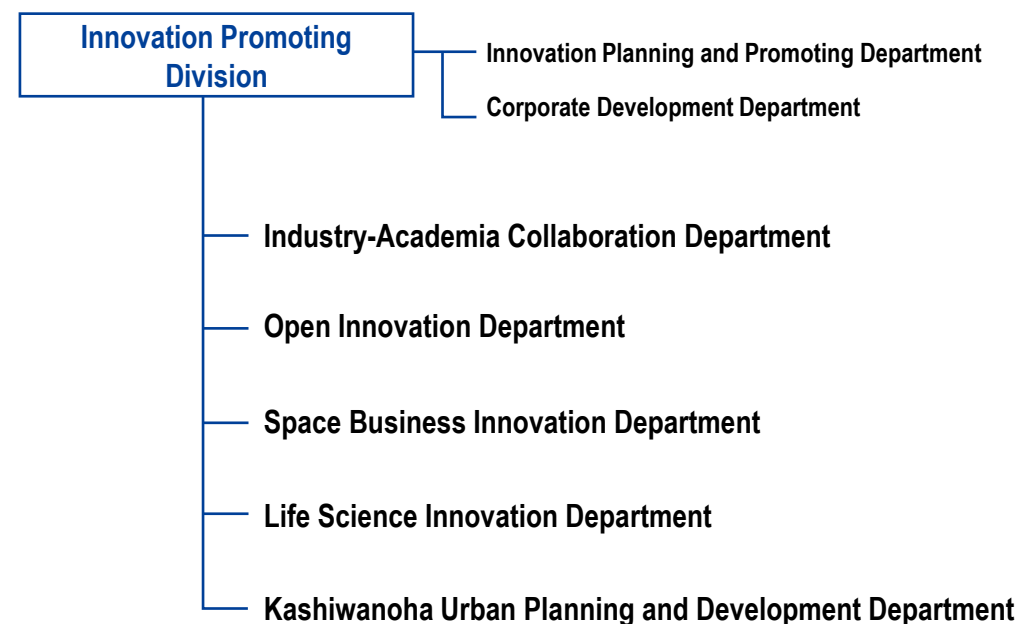 Innovation Promoting
Division
Innovation Planning and Promoting Department
Corporate Development Department
Industry-Academia Collaboration Department
Open Innovation Department
Space Business Innovation Department
Life Science Innovation Department
Kashiwanoha Urban Planning and Development Department